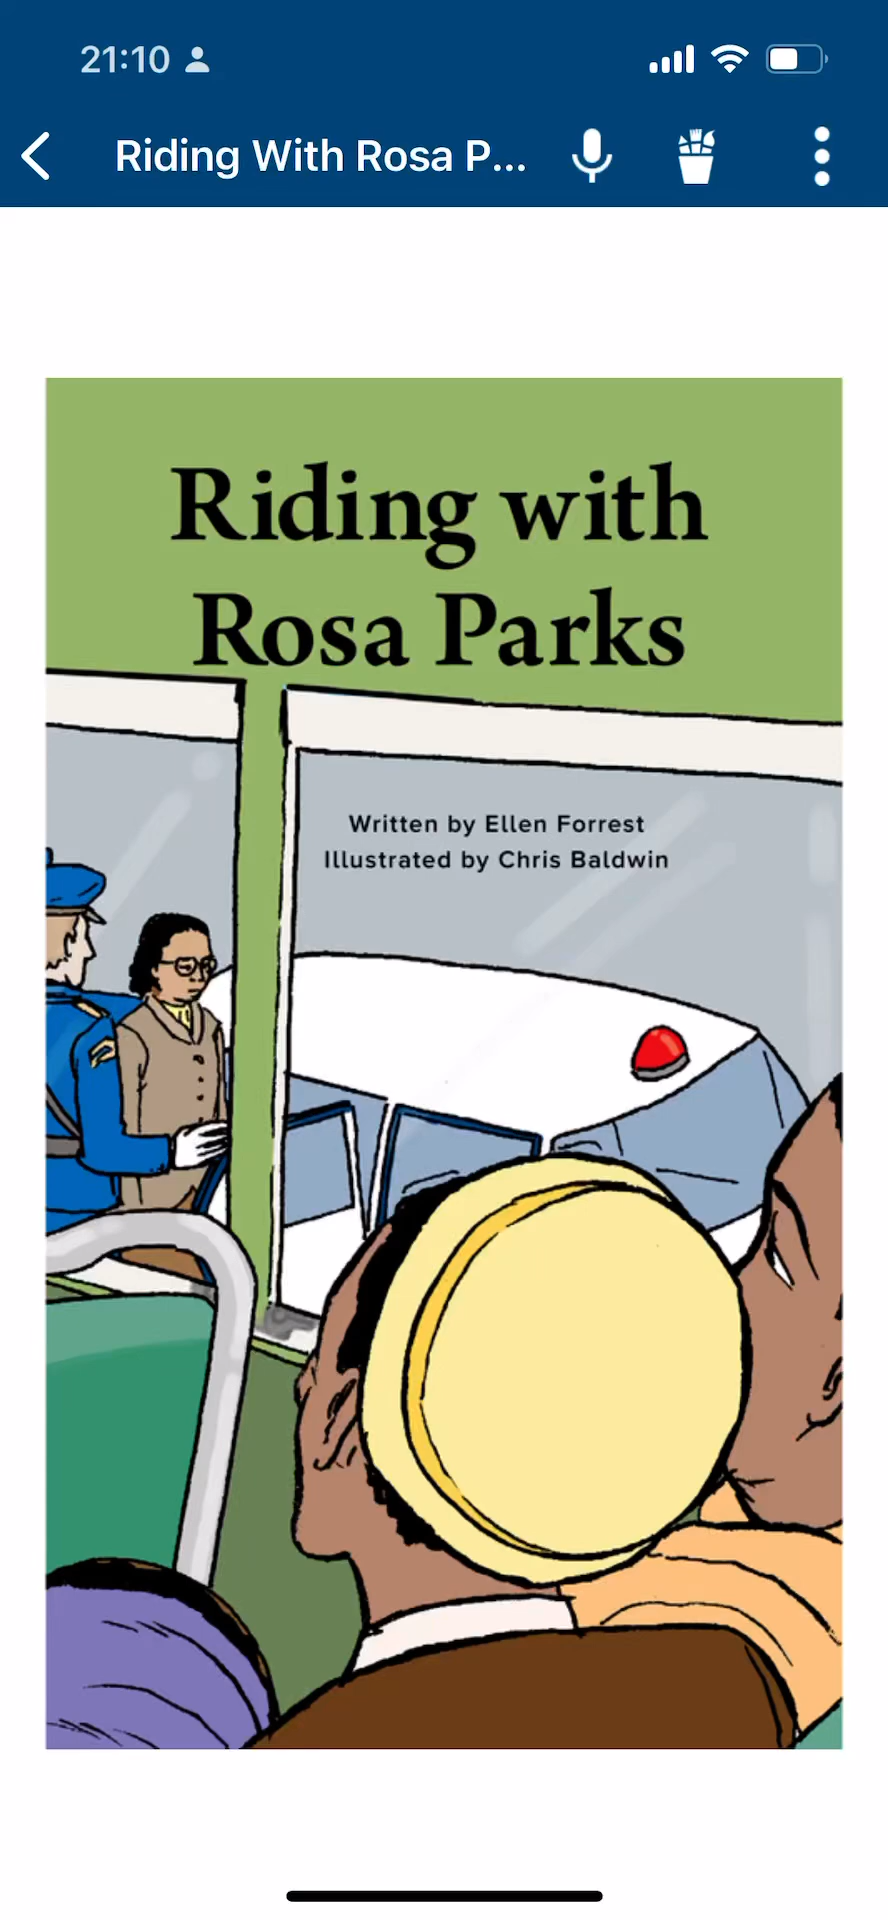 21:10
Riding With Rosa P...
Riding with
Rosa Parks
Written by Ellen Forrest
Illustrated by Chris Baldwin